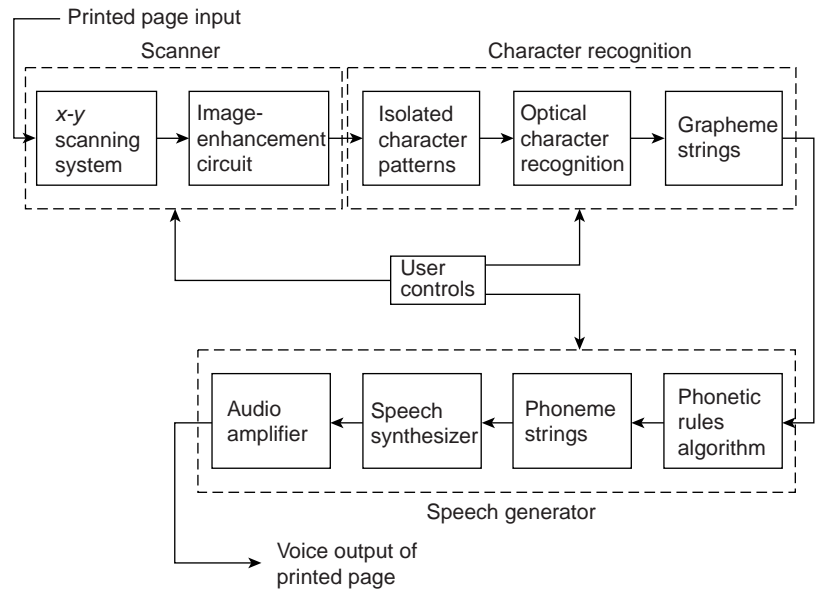 Printed page input
Scanner
Character recognition
x-y
scanning
system
Image-
enhancement
circuit
Isolated
character
patterns
Optical
character
recognition
Grapheme
strings
User
controls
Audio
amplifier
Speech
synthesizer
Phoneme
strings
Phonetic
rules
algorithm
Speech generator
Voice output of
printed page